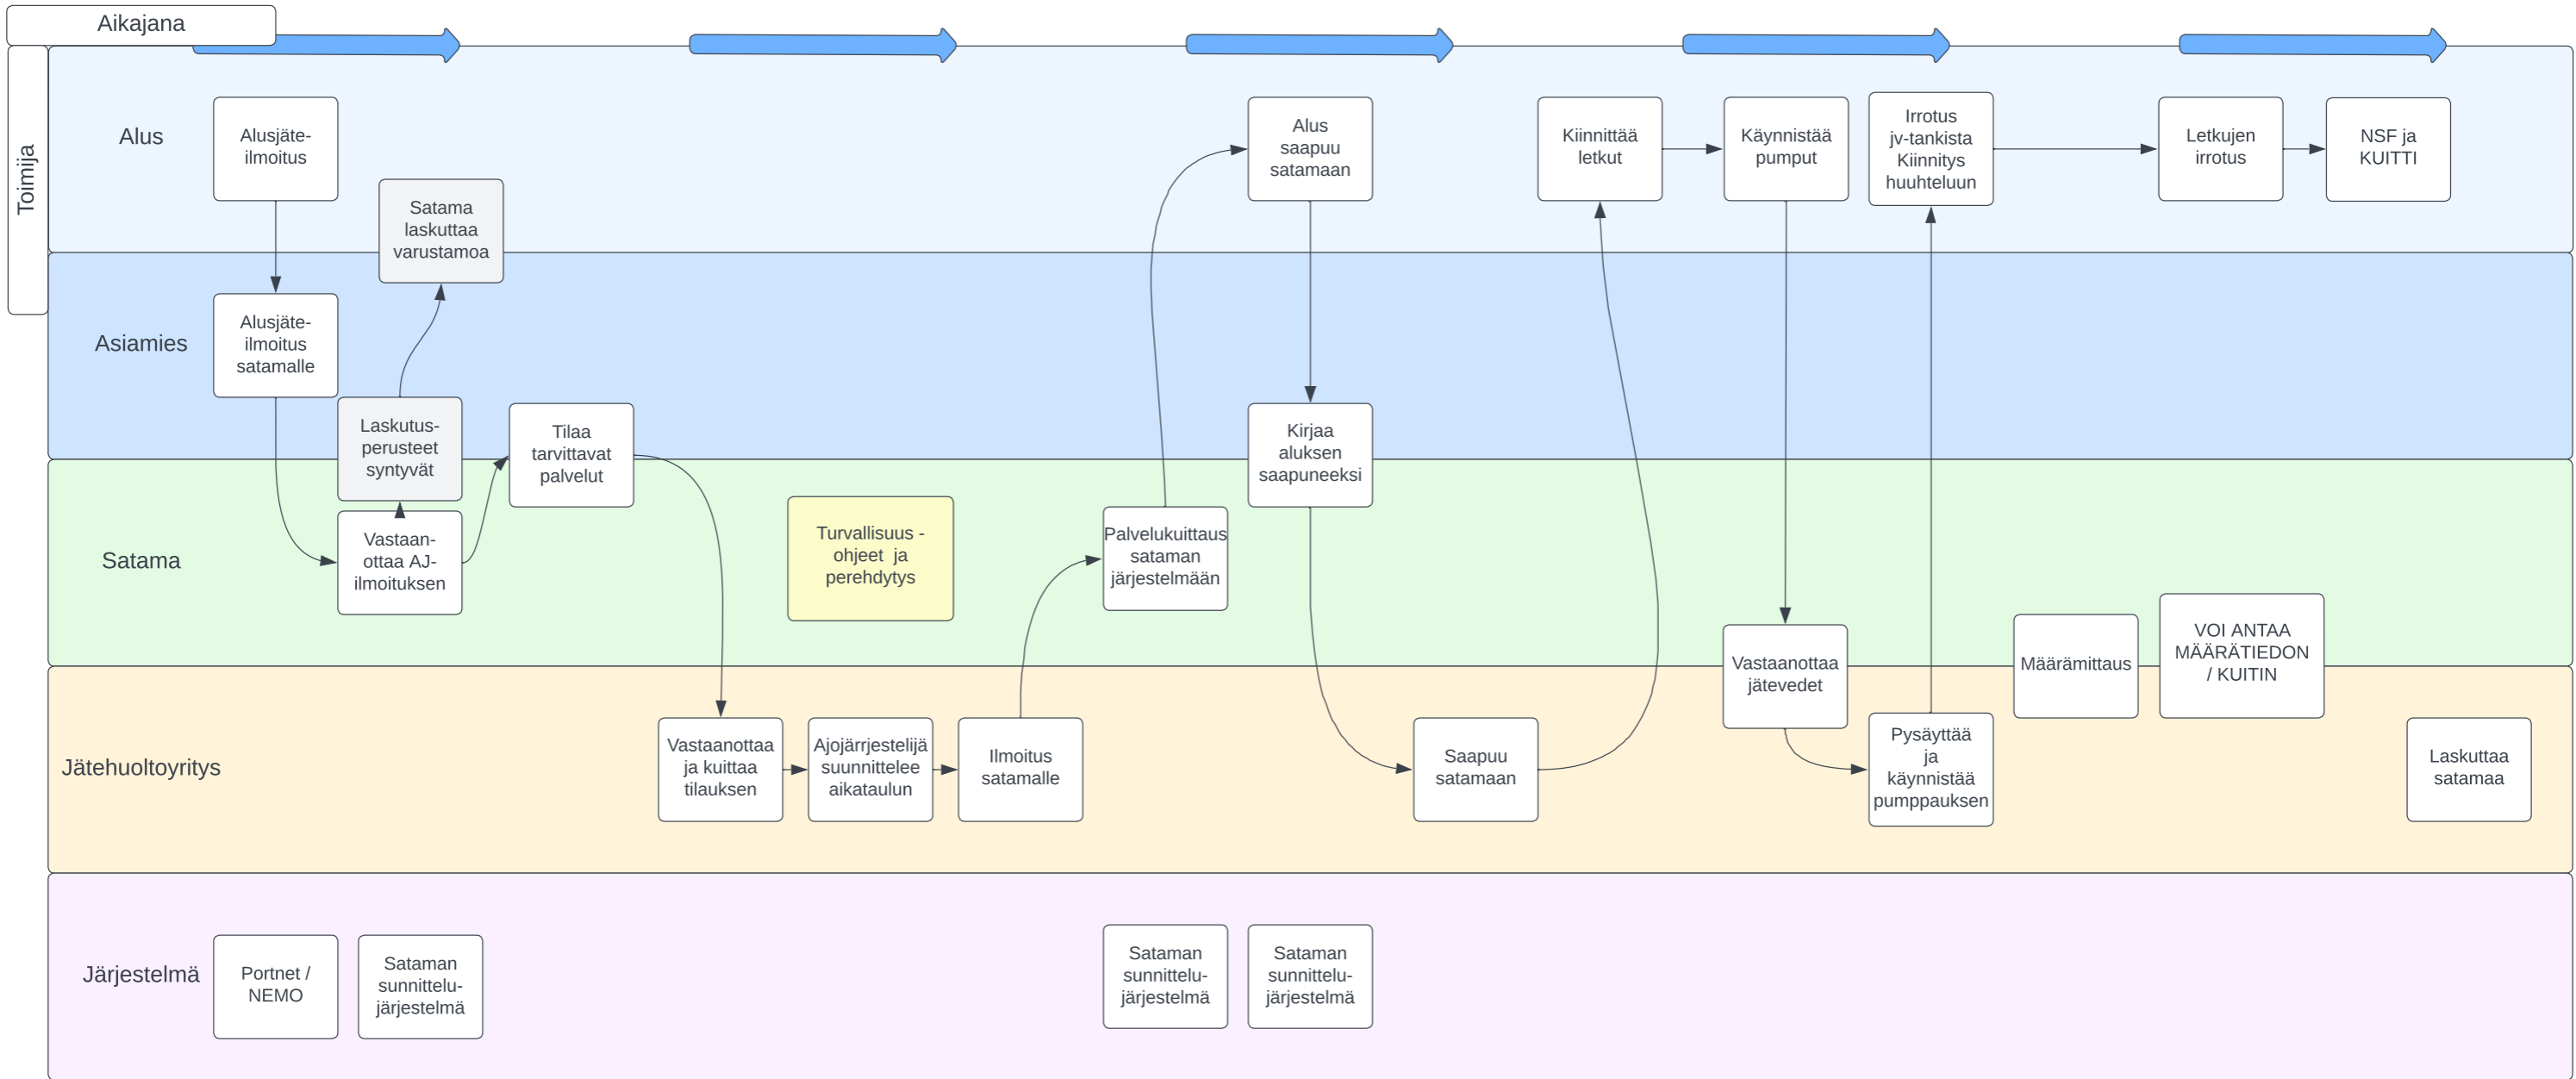 Aikajana
Toimija
Alus
Alusjäte-
ilmoitus
Satama
laskuttaa
varustamoa
Alus
saapuu
satamaan
Kiinnittää
letkut
Käynnistää
pumput
Irrotus
jv-tankista
Kiinnitys
huuhteluun
Letkujen
irrotus
NSF ja
KUITTI
Asiamies
Alusjäte-
ilmoitus
satamalle
Laskutus-
perusteet
syntyvät
Tilaa
tarvittavat
palvelut
Kirjaa
aluksen
saapuneeksi
Satama
Vastaan-
ottaa AJ-
ilmoituksen
Turvallisuus -
ohjeet ja
perehdytys
Palvelukuittaus
sataman
järjestelmään
Vastaanottaa
jätevedet
Määrämittaus
VOI ANTAA
MÄÄRÄTIEDON
/ KUITIN
Jätehuoltoyritys
Vastaanottaa
ja kuittaa
tilauksen
Ajojärrjestelijä
suunnittelee
aikataulun
Ilmoitus
satamalle
Saapuu
satamaan
Pysäyttää
ja
käynnistää
pumppauksen
Laskuttaa
satamaa
Järjestelmä
Portnet /
NEMO
Sataman
sunnittelu-
järjestelmä
Sataman
sunnittelu-
järjestelmä
Sataman
sunnittelu-
järjestelmä